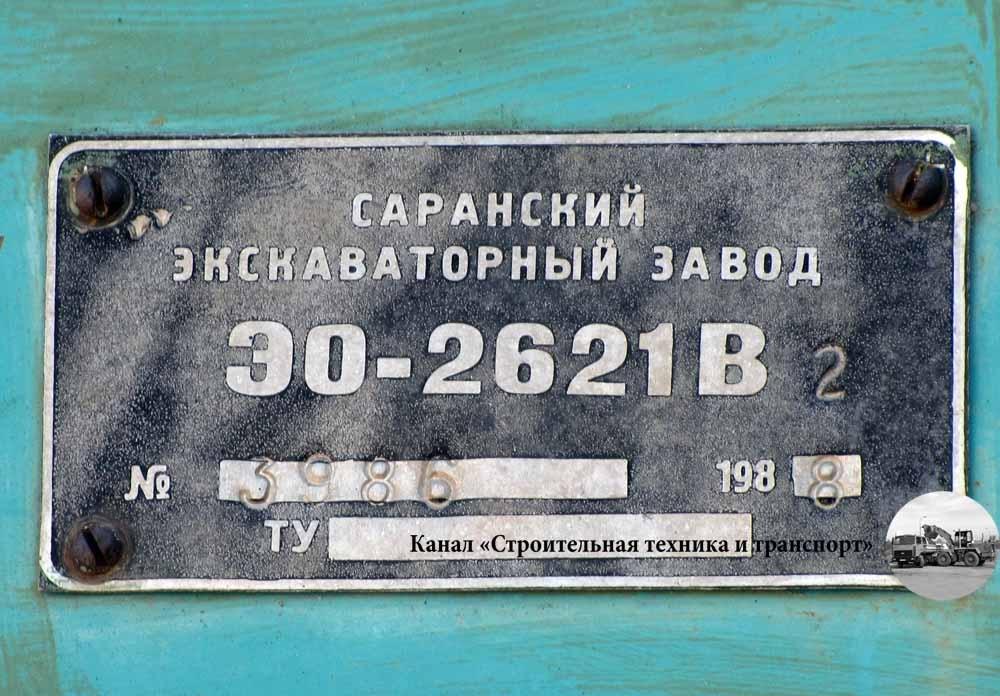 САРАНСКИЙ
ЭКСКАВАТОРНЫЙ ЗАВОД
ЭО-2621В 2
№ 3986 1988
ТУ
Канал «Строительная техника и транспорт»